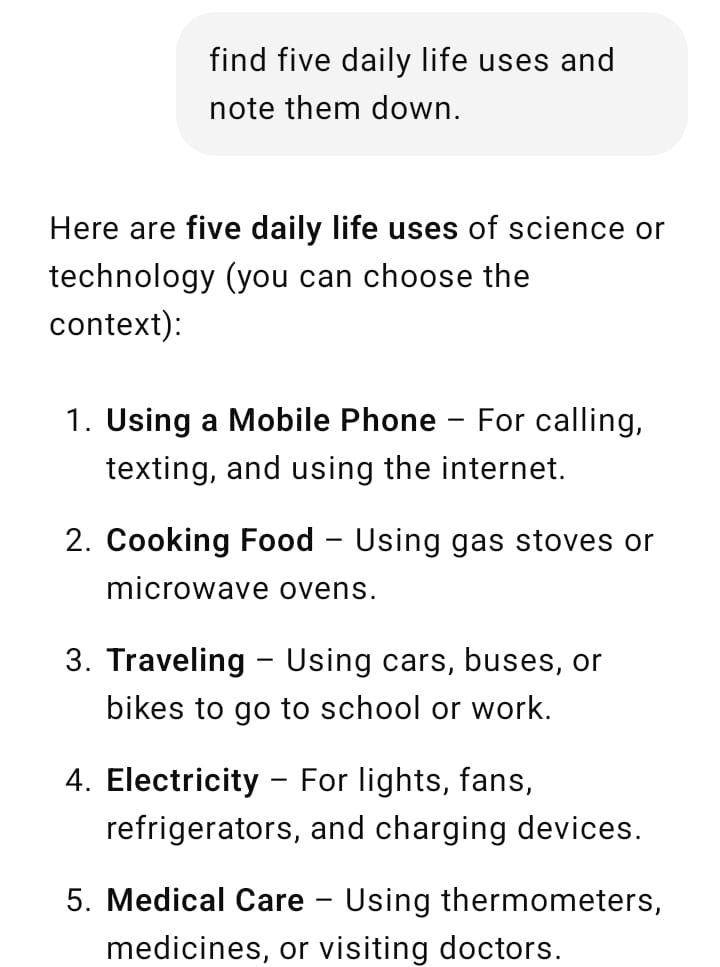 find five daily life uses and
note them down.
Here are five daily life uses of science or
technology (you can choose the
context):
1. Using a Mobile Phone – For calling,
texting, and using the internet.
2. Cooking Food – Using gas stoves or
microwave ovens.
3. Traveling – Using cars, buses, or
bikes to go to school or work.
4. Electricity – For lights, fans,
refrigerators, and charging devices.
5. Medical Care – Using thermometers,
medicines, or visiting doctors.